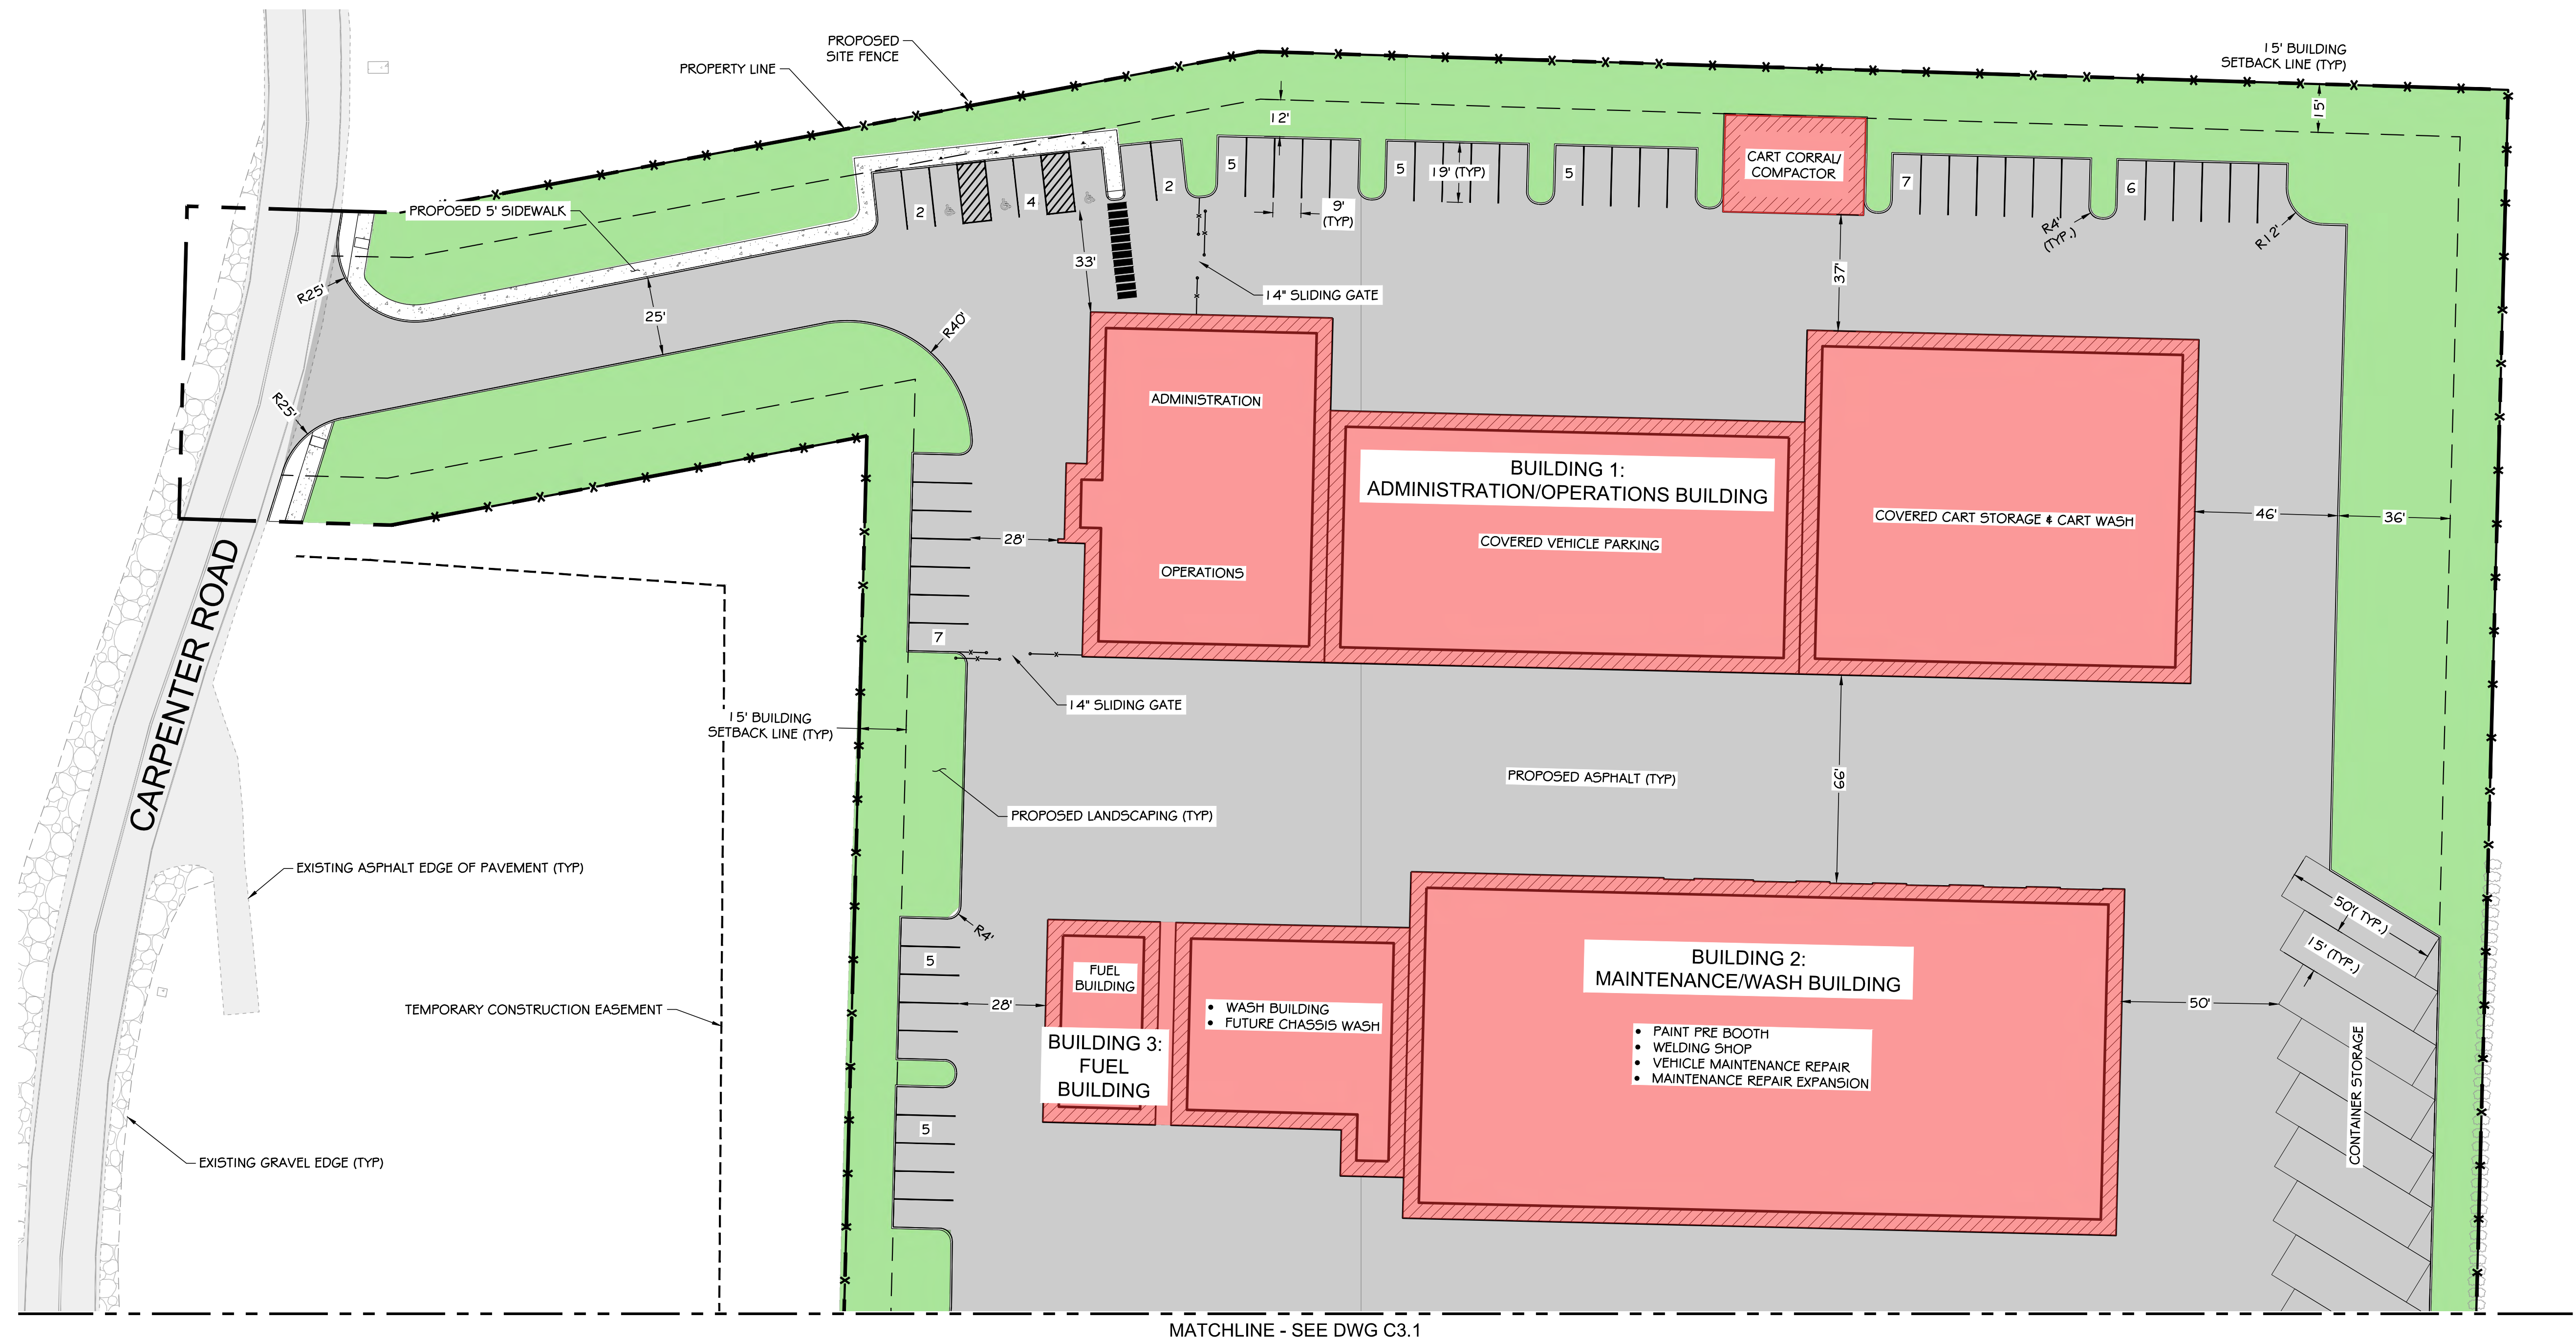 PROPOSED
SITE FENCE
PROPERTY LINE
15' BUILDING
SETBACK LINE (TYP)
15'
12'
CART CORRAL/
COMPACTOR
5
5
19' (TYP)
5
7
6
2
4
2
9'
(TYP)
R4'
(TYP.)
R12'
PROPOSED 5' SIDEWALK
33'
37'
R25'
14" SLIDING GATE
25'
R40'
R25'
ADMINISTRATION
BUILDING 1:
ADMINISTRATION/OPERATIONS BUILDING
COVERED VEHICLE PARKING
COVERED CART STORAGE & CART WASH
46'
36'
28'
OPERATIONS
CARPENTER ROAD
7
14" SLIDING GATE
15' BUILDING
SETBACK LINE (TYP)
66'
PROPOSED ASPHALT (TYP)
PROPOSED LANDSCAPING (TYP)
EXISTING ASPHALT EDGE OF PAVEMENT (TYP)
R4'
50'( TYP.)
15' (TYP.)
5
FUEL
BUILDING
BUILDING 2:
MAINTENANCE/WASH BUILDING
28'
50'
TEMPORARY CONSTRUCTION EASEMENT
• WASH BUILDING
• FUTURE CHASSIS WASH
BUILDING 3:
FUEL
BUILDING
• PAINT PRE BOOTH
• WELDING SHOP
• VEHICLE MAINTENANCE REPAIR
• MAINTENANCE REPAIR EXPANSION
CONTAINER STORAGE
5
EXISTING GRAVEL EDGE (TYP)
MATCHLINE - SEE DWG C3.1